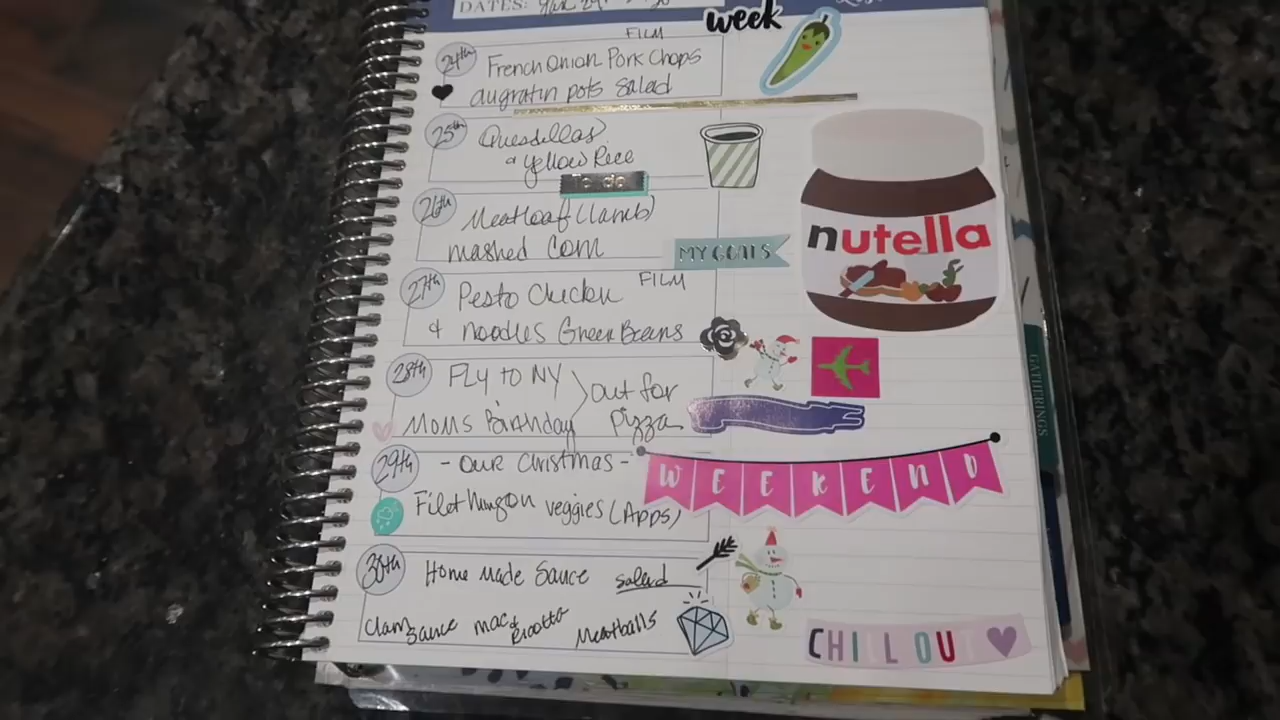 DATES:
week
FILM
24th French Onion Pork Chops
augratin pots salad
25th Quesdillas
& Yellow Rice
To do
26th Meatloaf (lamb)
mashed Corn
MY GOALS
nutella
27th Pesto Chicken FILM
& noodles Green Beans
28th FLY TO NY out for
Moms Birthday pizza
GATHERINGS
29th - our Christmas -
WEEKEND
Filet veggies (Apps)
30th Home Made Sauce salad
Clam Sauce mac & Ricotta Meatballs
CHILL OUT